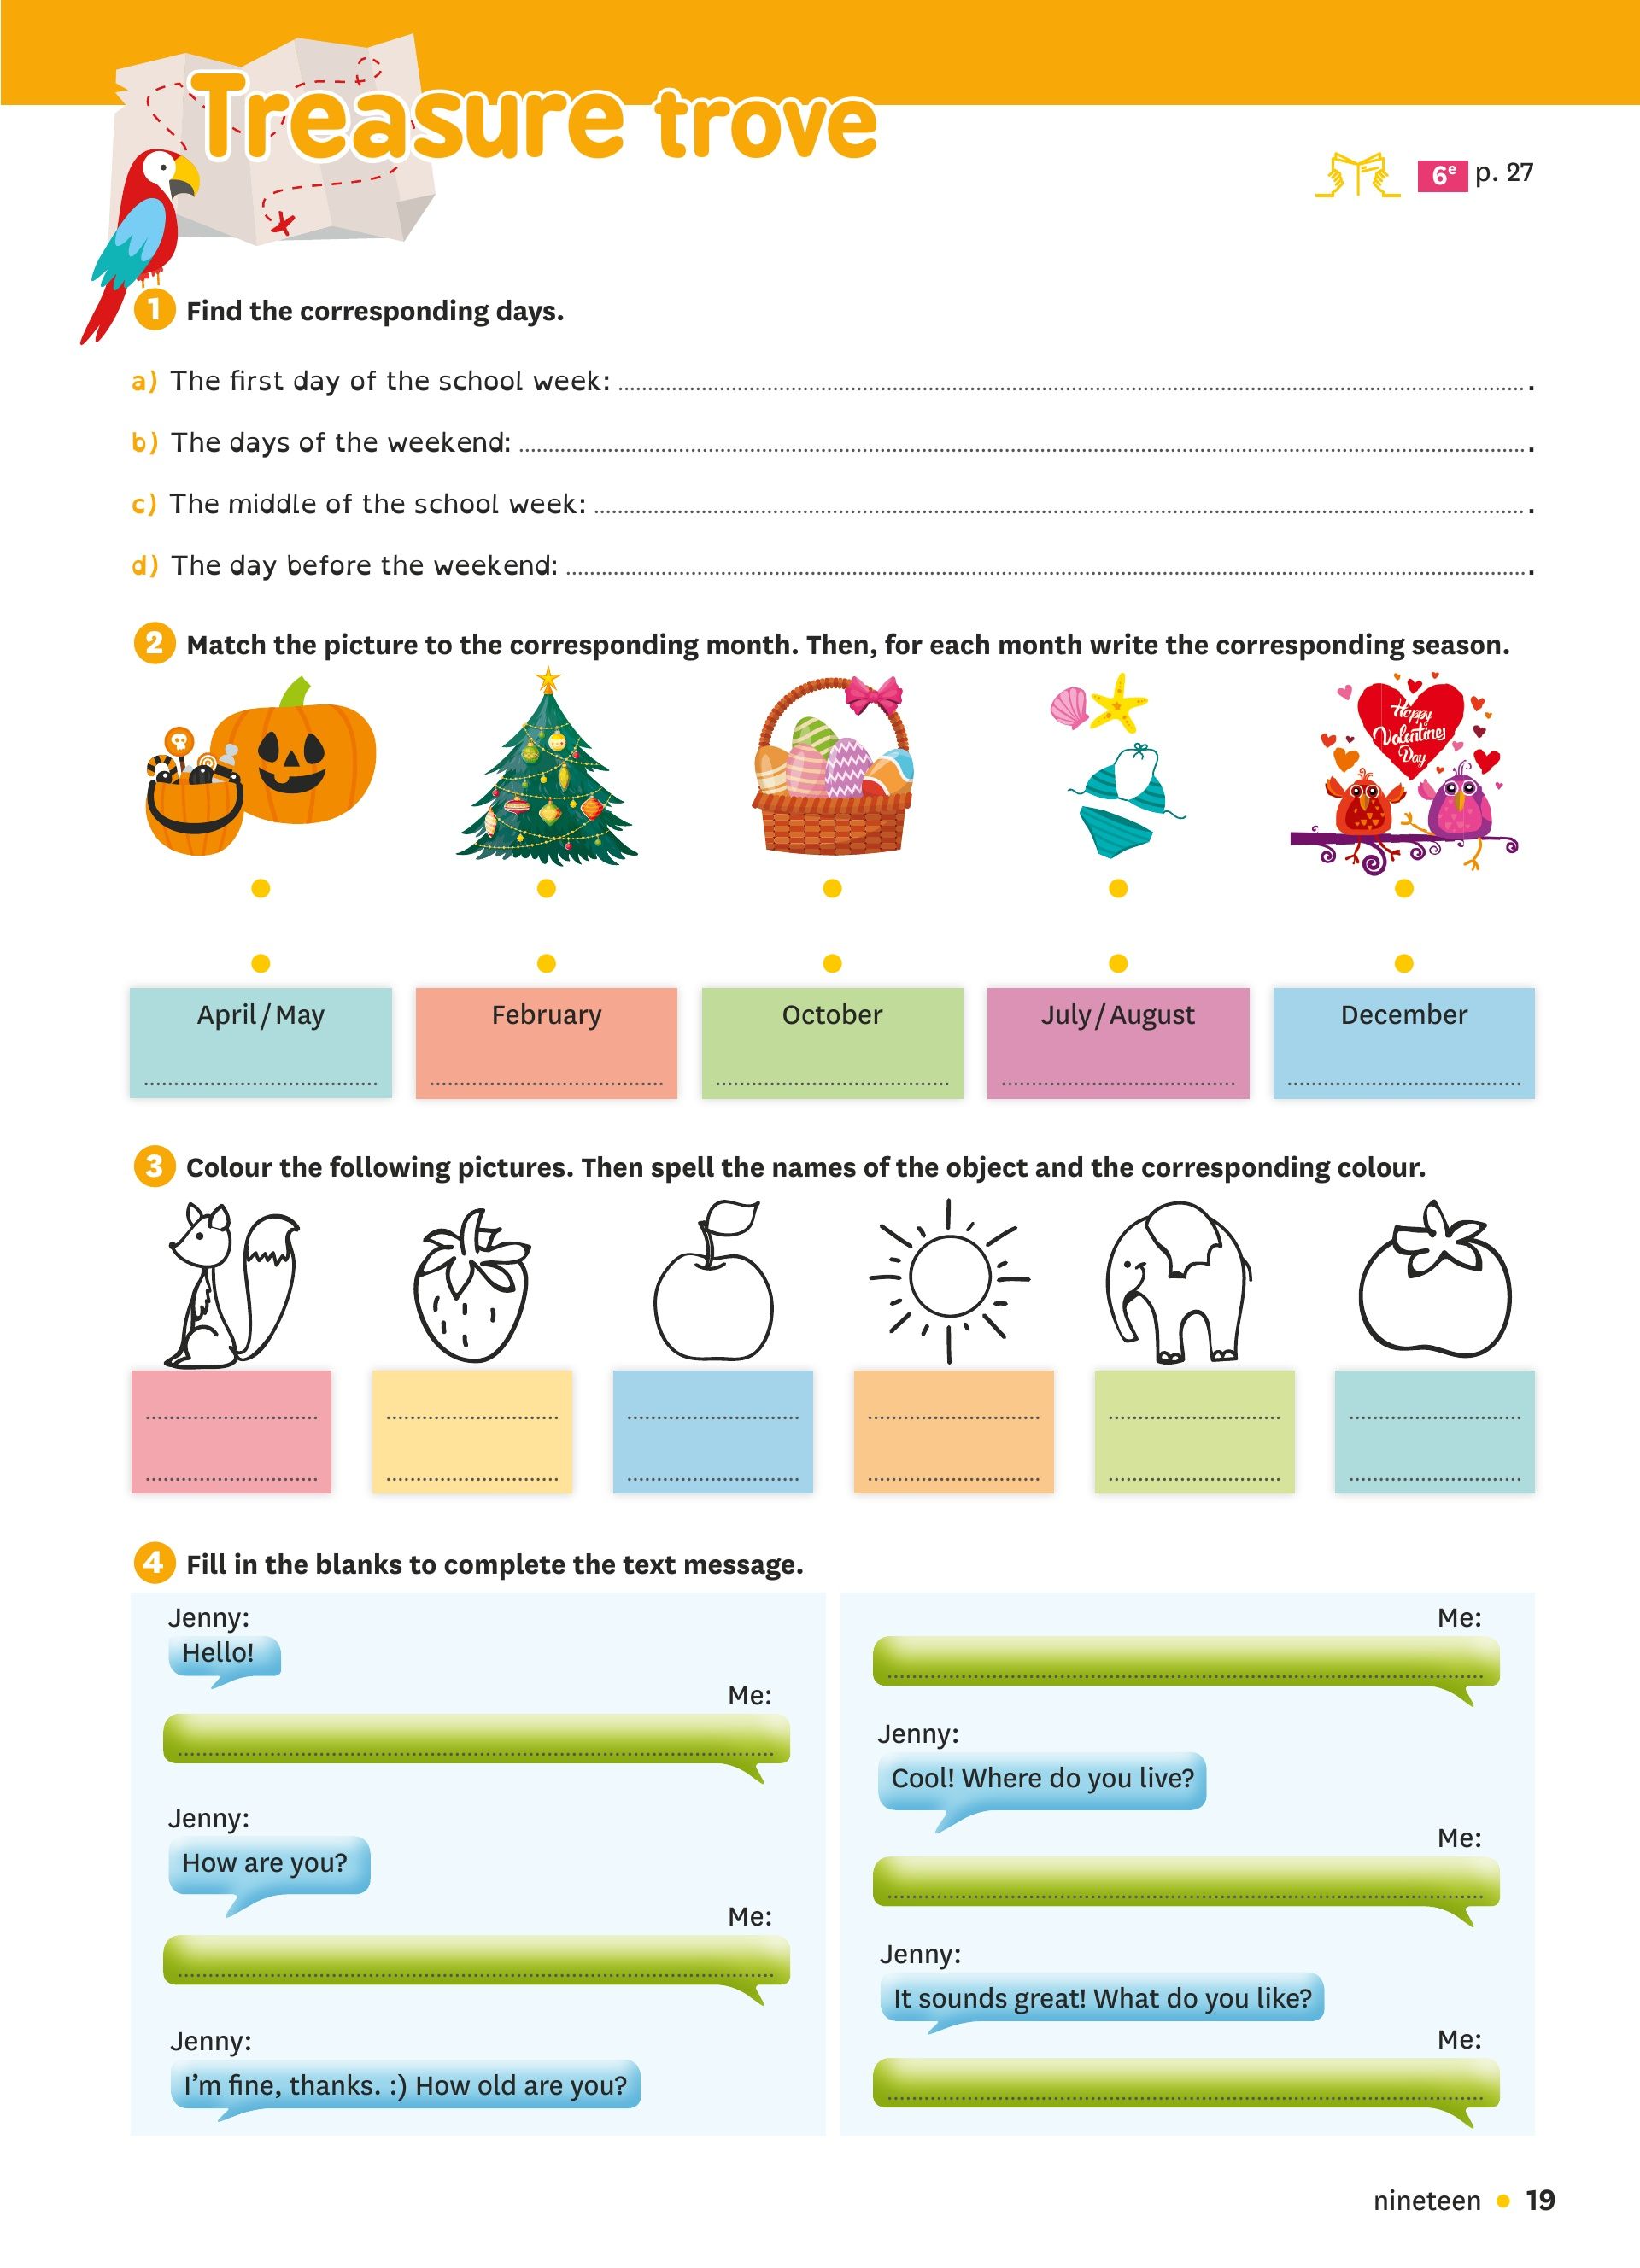 Treasure trove
6e p. 27
1 Find the corresponding days.
a) The first day of the school week: .
b) The days of the weekend: .
c) The middle of the school week: .
d) The day before the weekend: .
2 Match the picture to the corresponding month. Then, for each month write the corresponding season.
Happy
Valentines
Day
April / May
February
October
July / August
December
3 Colour the following pictures. Then spell the names of the object and the corresponding colour.
4 Fill in the blanks to complete the text message.
Jenny:
Hello!
Me:
Jenny:
How are you?
Me:
Jenny:
I'm fine, thanks. :) How old are you?
Me:
Jenny:
Cool! Where do you live?
Me:
Jenny:
It sounds great! What do you like?
Me:
nineteen • 19